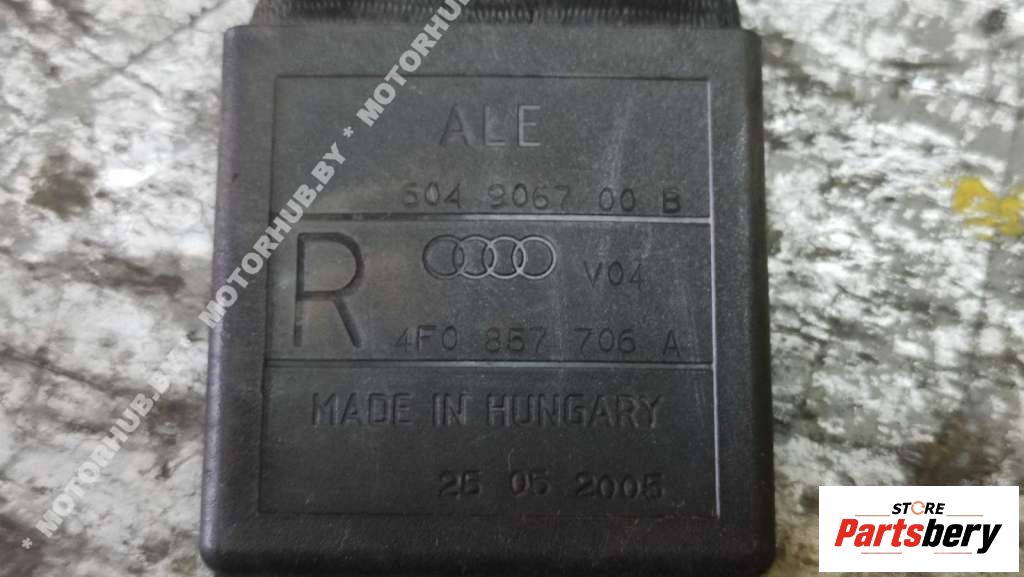 ALE
604 9067 00 B
R
V04
4F0 857 706 A
MADE IN HUNGARY
25 05 2005
* MOTORHUB.BY * MOTORHUB.BY * MOTORHUB.BY
STORE
Partsbery